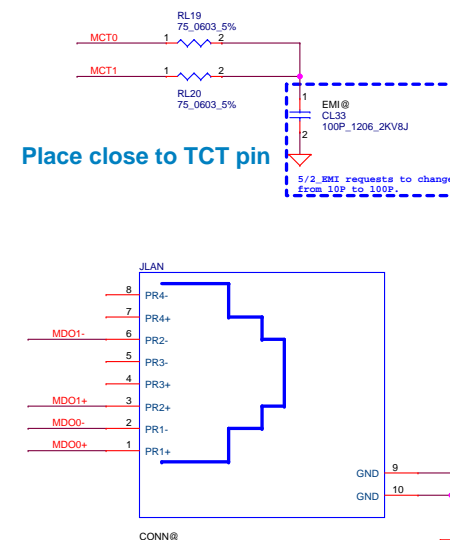 RL19
75_0603_5%
MCT0 1 2
MCT1 1 2
RL20
75_0603_5%
1
EMI@
CL33
100P_1206_2KV8J
2
Place close to TCT pin
5/2_EMI requests to change
from 10P to 100P.
JLAN
8 PR4-
7 PR4+
MDO1- 6 PR2-
5 PR3-
4 PR3+
MDO1+ 3 PR2+
MDO0- 2 PR1-
MDO0+ 1 PR1+
GND 9
GND 10
CONN@